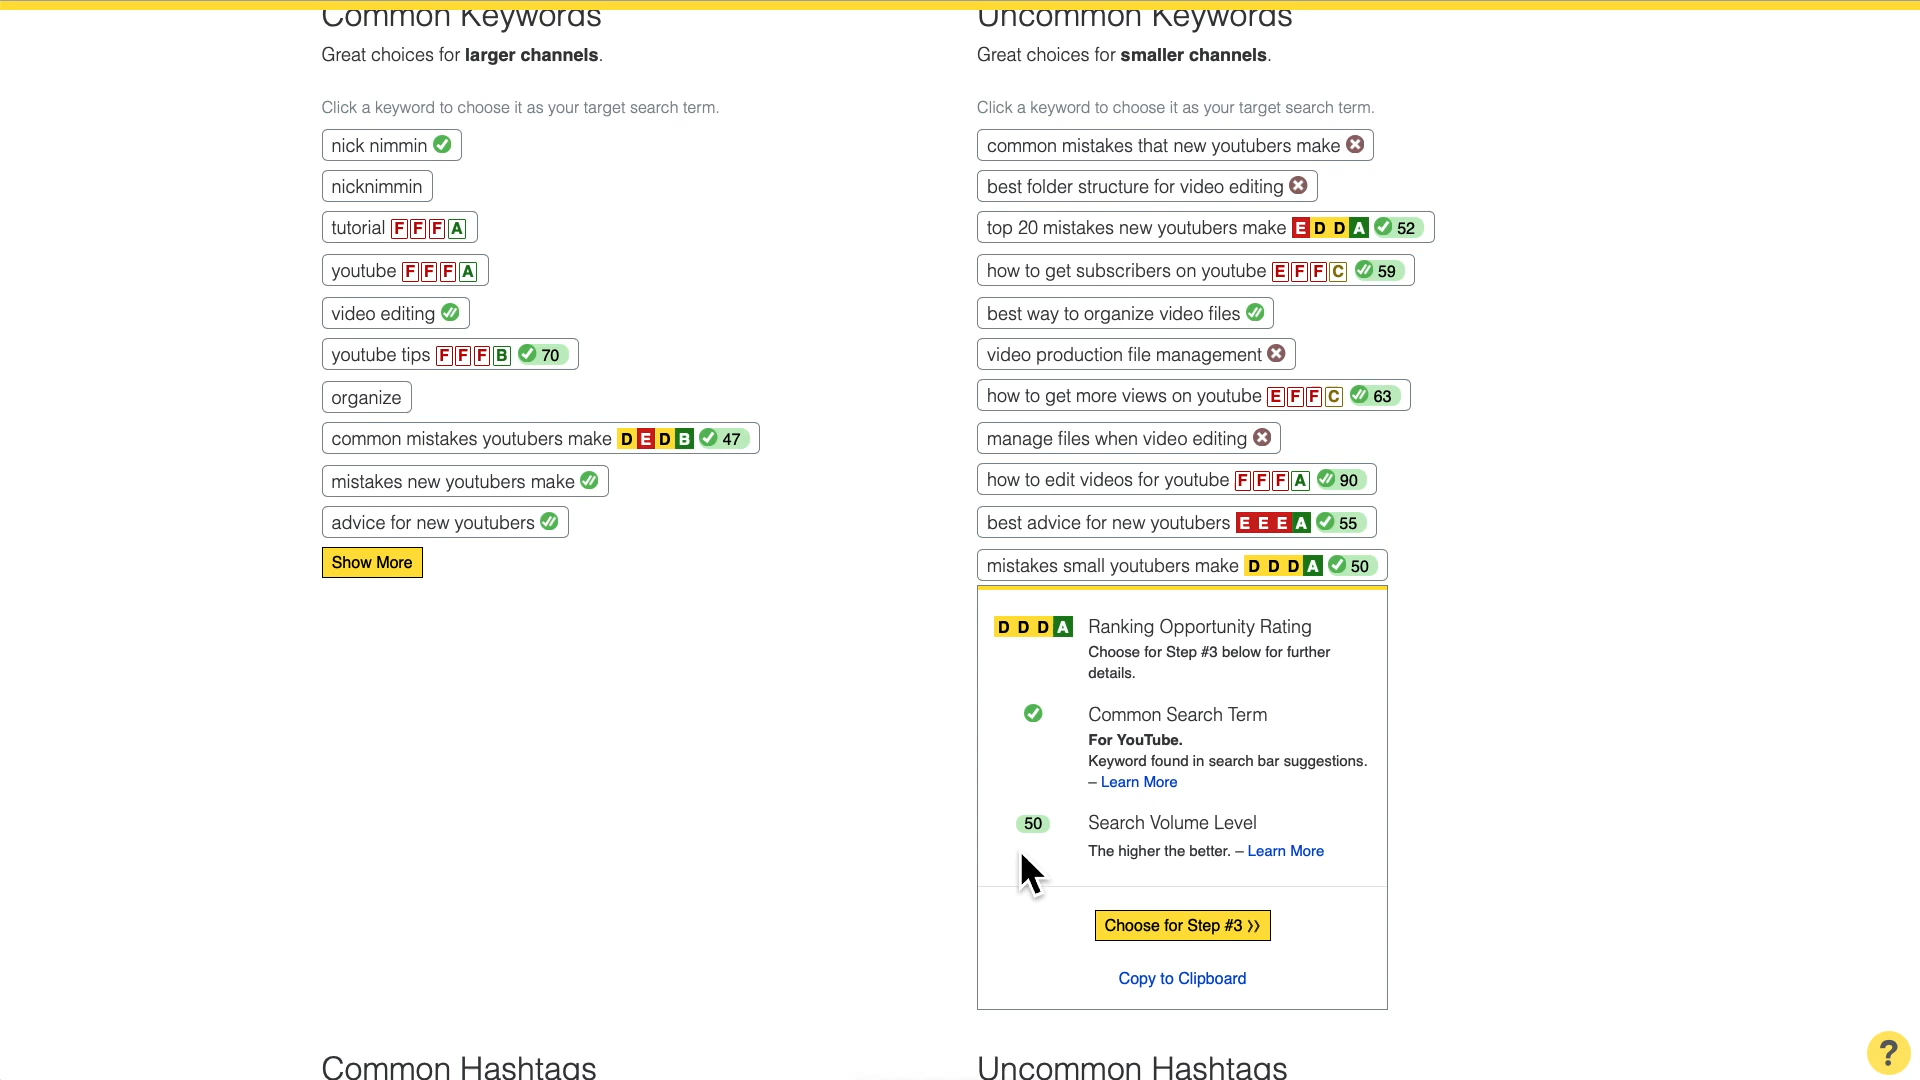 Common Keywords
Great choices for larger channels.
Click a keyword to choose it as your target search term.
nick nimmin
nicknimmin
tutorial F F F A
youtube F F F A
video editing
youtube tips F F F B 70
organize
common mistakes youtubers make D E D B 47
mistakes new youtubers make
advice for new youtubers
Show More
Uncommon Keywords
Great choices for smaller channels.
Click a keyword to choose it as your target search term.
common mistakes that new youtubers make
best folder structure for video editing
top 20 mistakes new youtubers make E D D A 52
how to get subscribers on youtube E F F C 59
best way to organize video files
video production file management
how to get more views on youtube E F F C 63
manage files when video editing
how to edit videos for youtube F F F A 90
best advice for new youtubers E E E A 55
mistakes small youtubers make D D D A 50
D D D A Ranking Opportunity Rating
Choose for Step #3 below for further
details.
Common Search Term
For YouTube.
Keyword found in search bar suggestions.
– Learn More
50 Search Volume Level
The higher the better. – Learn More
Choose for Step #3 »
Copy to Clipboard
Common Hashtags
Uncommon Hashtags
?